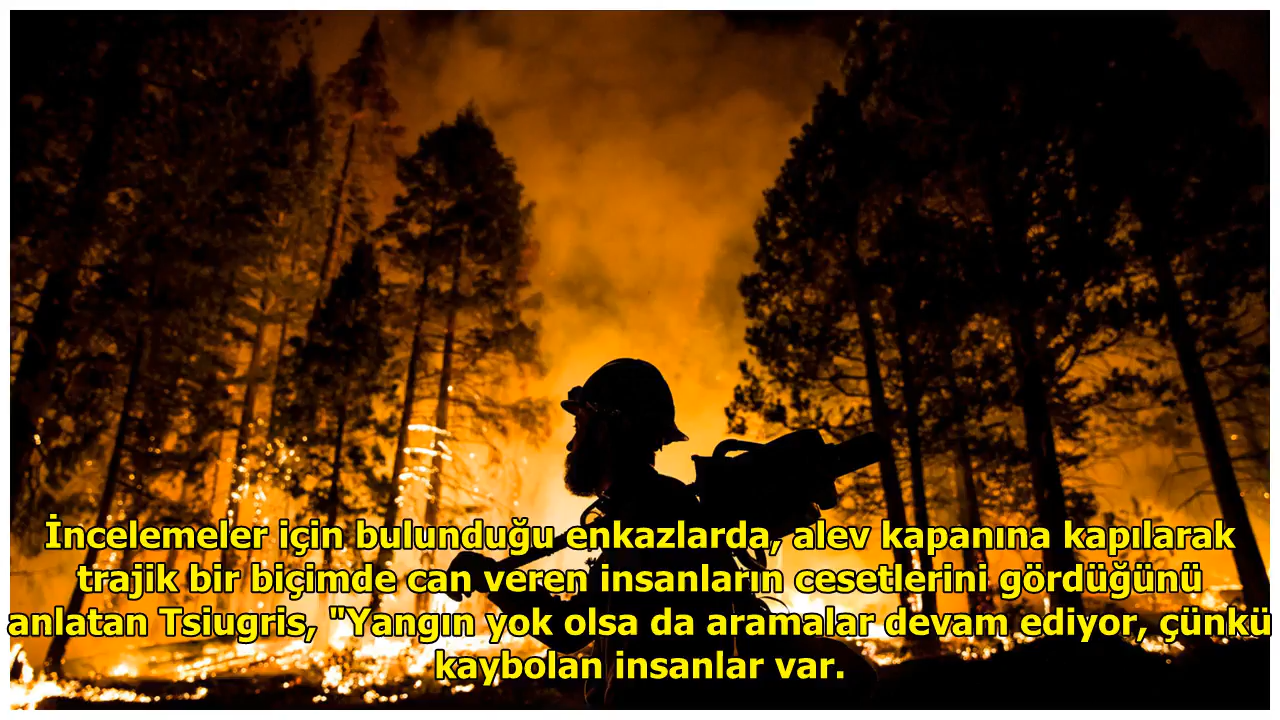 İncelemeler için bulunduğu enkazlarda, alev kapanına kapılarak
trajik bir biçimde can veren insanların cesetlerini gördüğünü
anlatan Tsiugris, "Yangın yok olsa da aramalar devam ediyor, çünkü
kaybolan insanlar var.